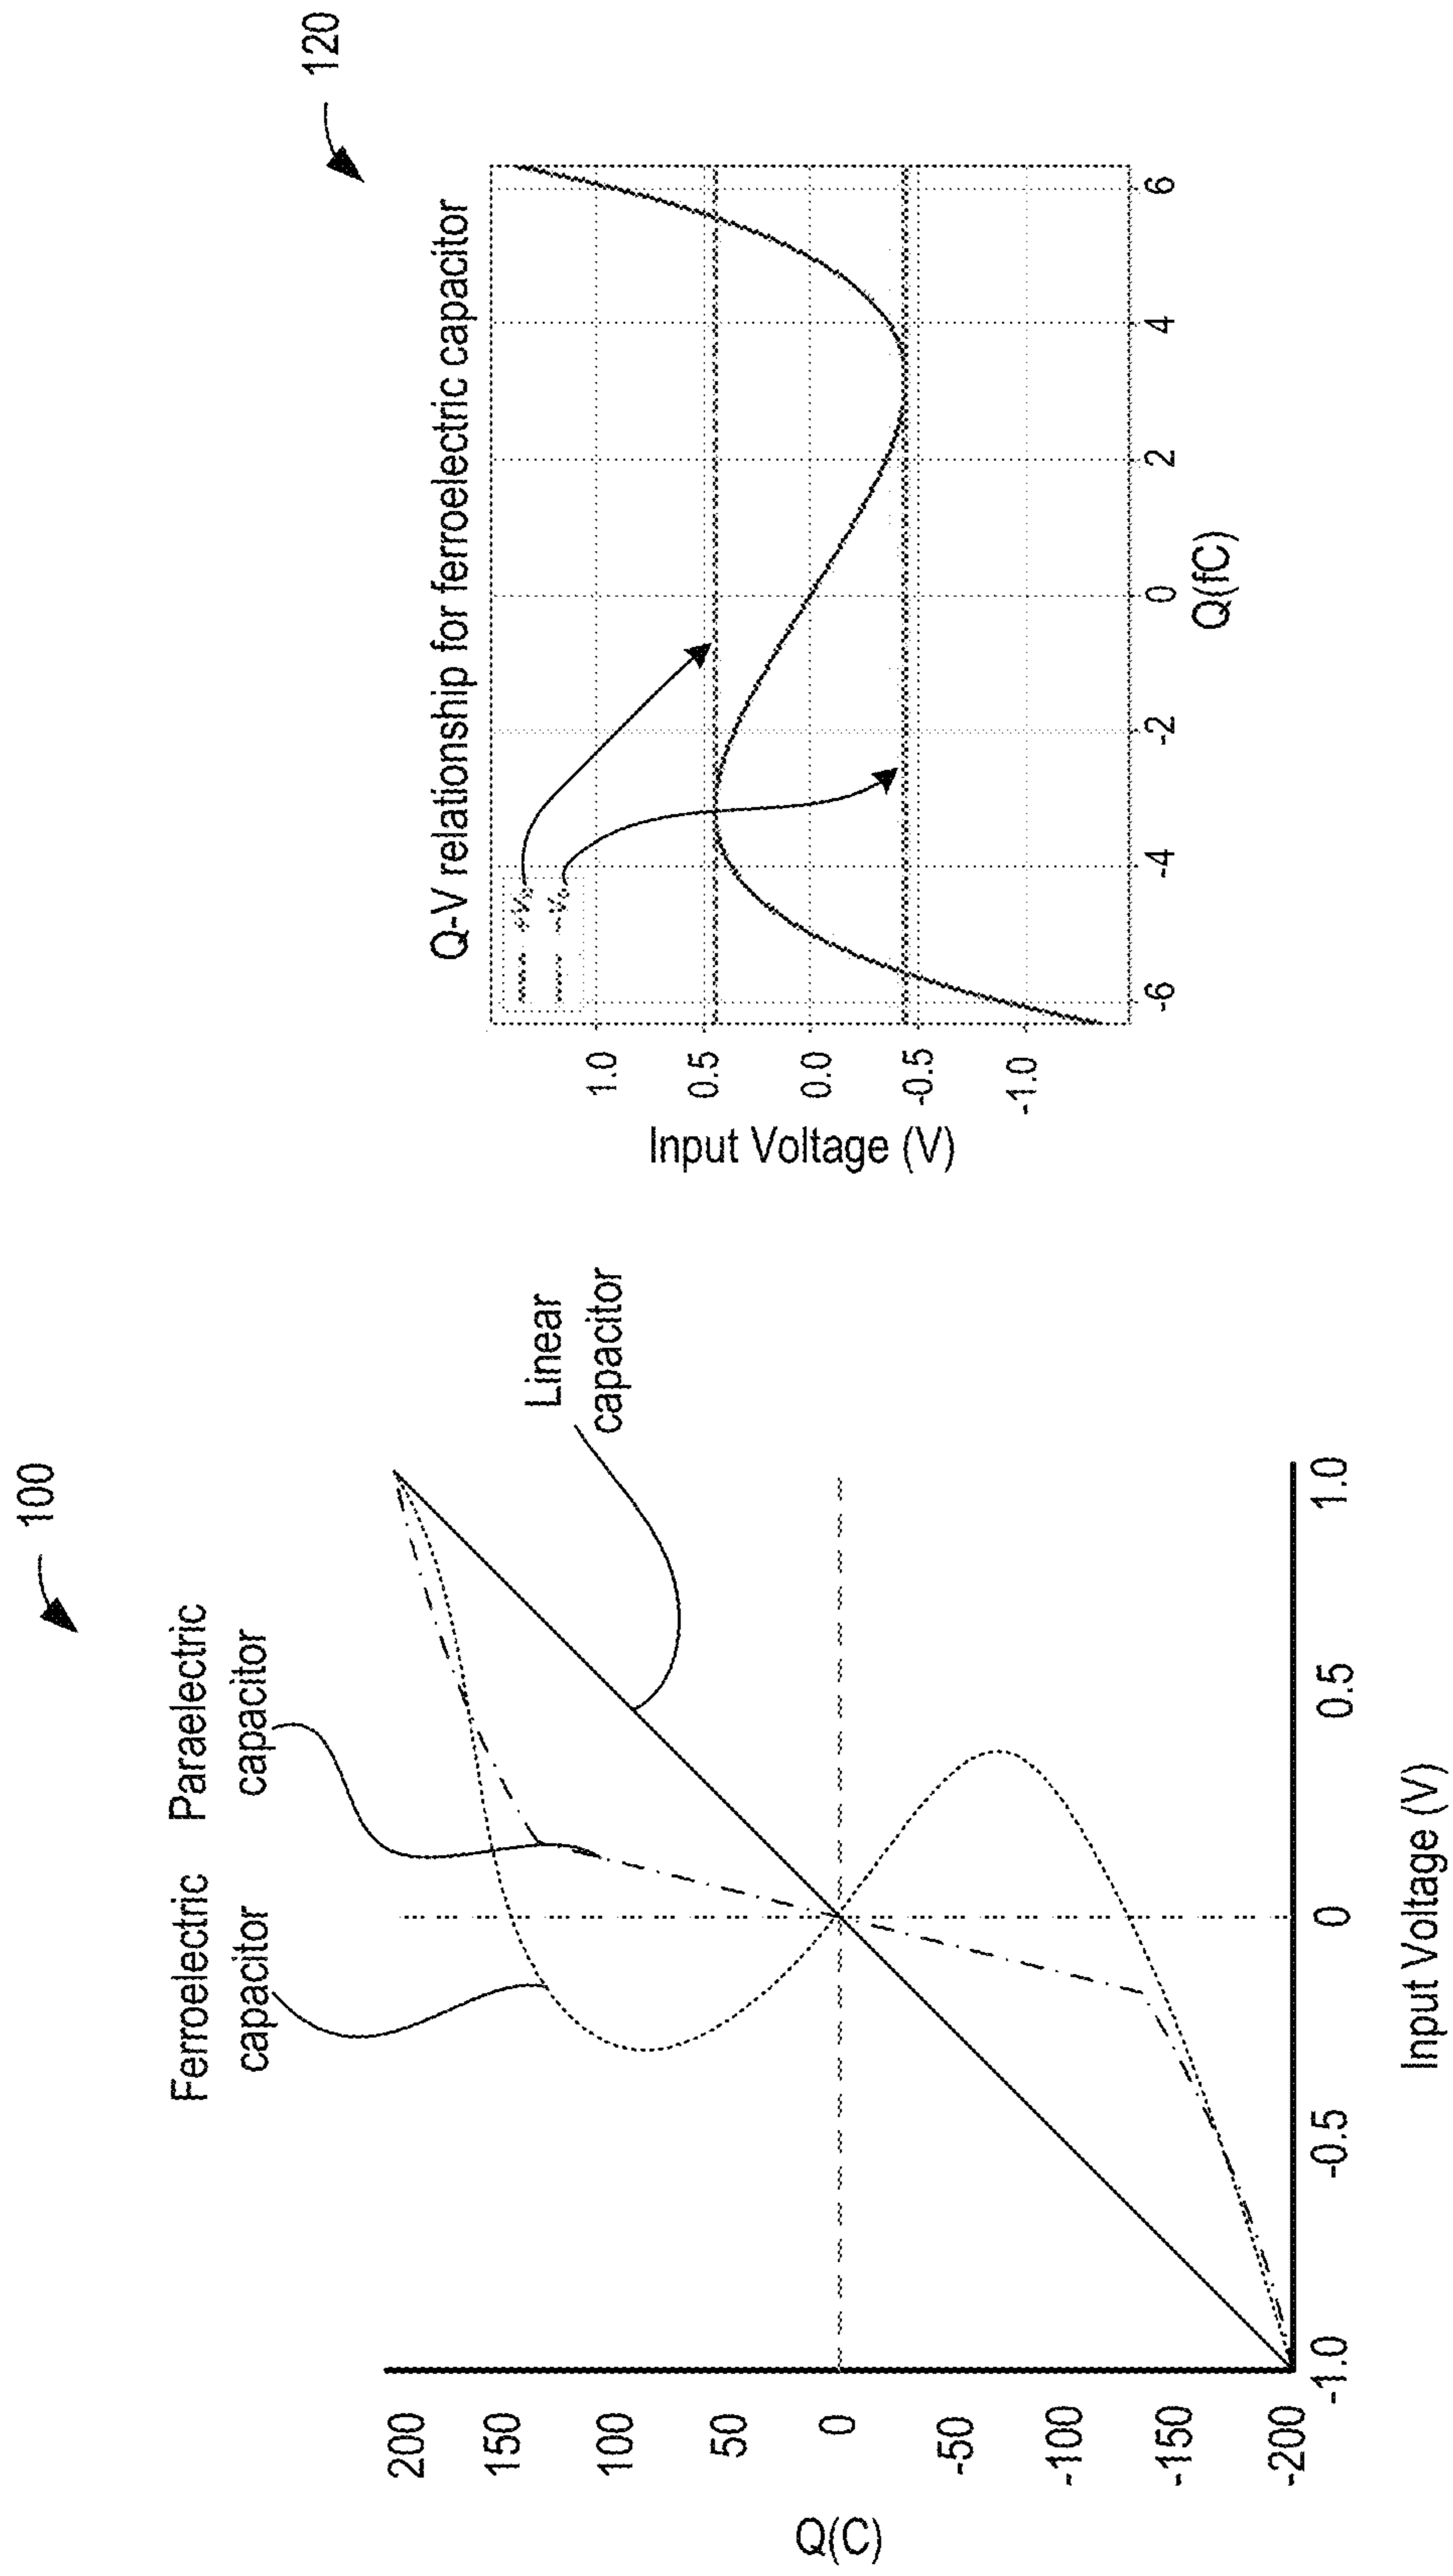 100
Ferroelectric
capacitor
Paraelectric
capacitor
Linear
capacitor
Q(C)
200
150
100
50
0
-50
-100
-150
-200
-1.0
-0.5
0
0.5
1.0
Input Voltage (V)
120
Q-V relationship for ferroelectric capacitor
Input Voltage (V)
1.0
0.5
0.0
-0.5
-1.0
-6
-4
-2
0
2
4
6
Q(fC)